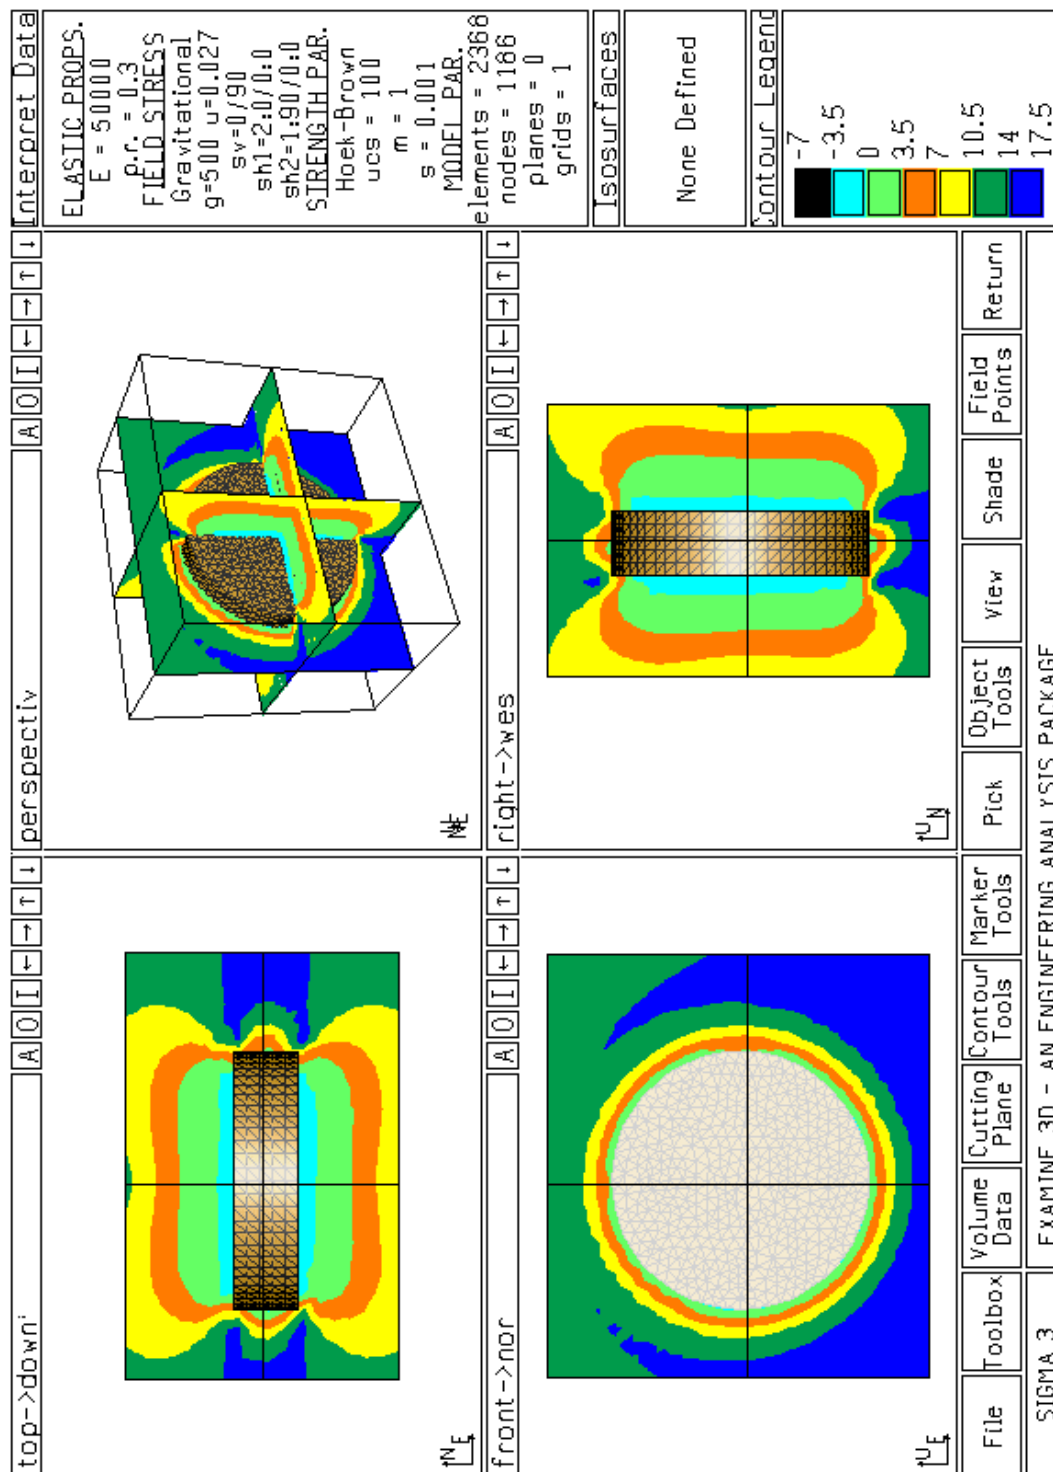 top->down'
A O I ← → ↑ ↓
perspectiv
A O I ← → ↑ ↓
Interpret Data
ELASTIC PROPS.
E = 50000
p.r. = 0.3
FIELD STRESS
Gravitational
g=500 u=0.027
sv=0/90
sh1=2:0/0:0
sh2=1:90/0:0
STRENGTH PAR.
Hoek-Brown
ucs = 100
m = 1
s = 0.001
MODEL PAR.
elements = 2368
nodes = 1186
planes = 0
grids = 1
N
E
front->nor
A O I ← → ↑ ↓
right->wes
A O I ← → ↑ ↓
Isosurfaces
None Defined
Contour Legend
-7
-3.5
0
3.5
7
10.5
14
17.5
U
E
U
N
File
Toolbox
Volume
Data
Cutting
Plane
Contour
Tools
Marker
Tools
Pick
Object
Tools
View
Shade
Field
Points
Return
SIGMA 3
EXAMINE 3D - AN ENGINEERING ANALYSIS PACKAGE